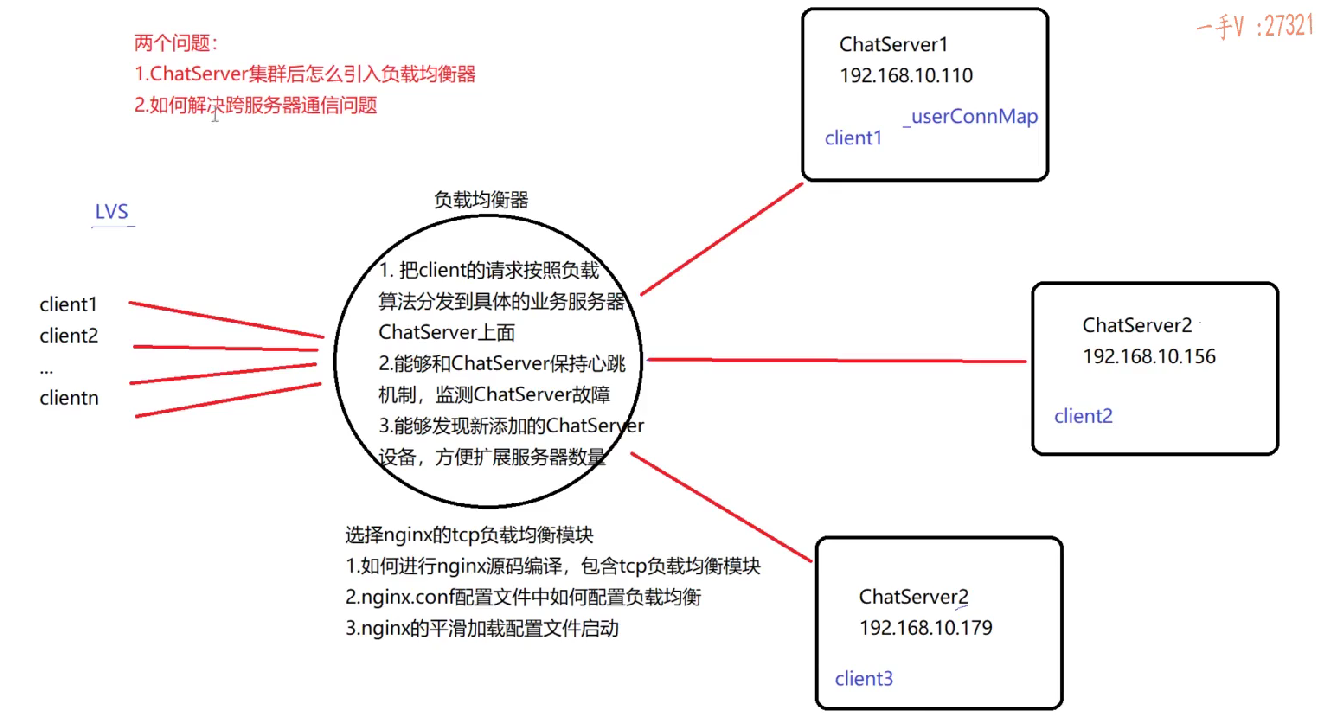 一手V :27321
两个问题：
1.ChatServer集群后怎么引入负载均衡器
2.如何解决跨服务器通信问题
LVS
client1
client2
...
clientn
负载均衡器
1. 把client的请求按照负载
算法分发到具体的业务服务器
ChatServer上面
2.能够和ChatServer保持心跳
机制，监测ChatServer故障
3.能够发现新添加的ChatServer
设备，方便扩展服务器数量
选择nginx的tcp负载均衡模块
1.如何进行nginx源码编译，包含tcp负载均衡模块
2.nginx.conf配置文件中如何配置负载均衡
3.nginx的平滑加载配置文件启动
ChatServer1
192.168.10.110
_userConnMap
client1
ChatServer2
192.168.10.156
client2
ChatServer2
192.168.10.179
client3